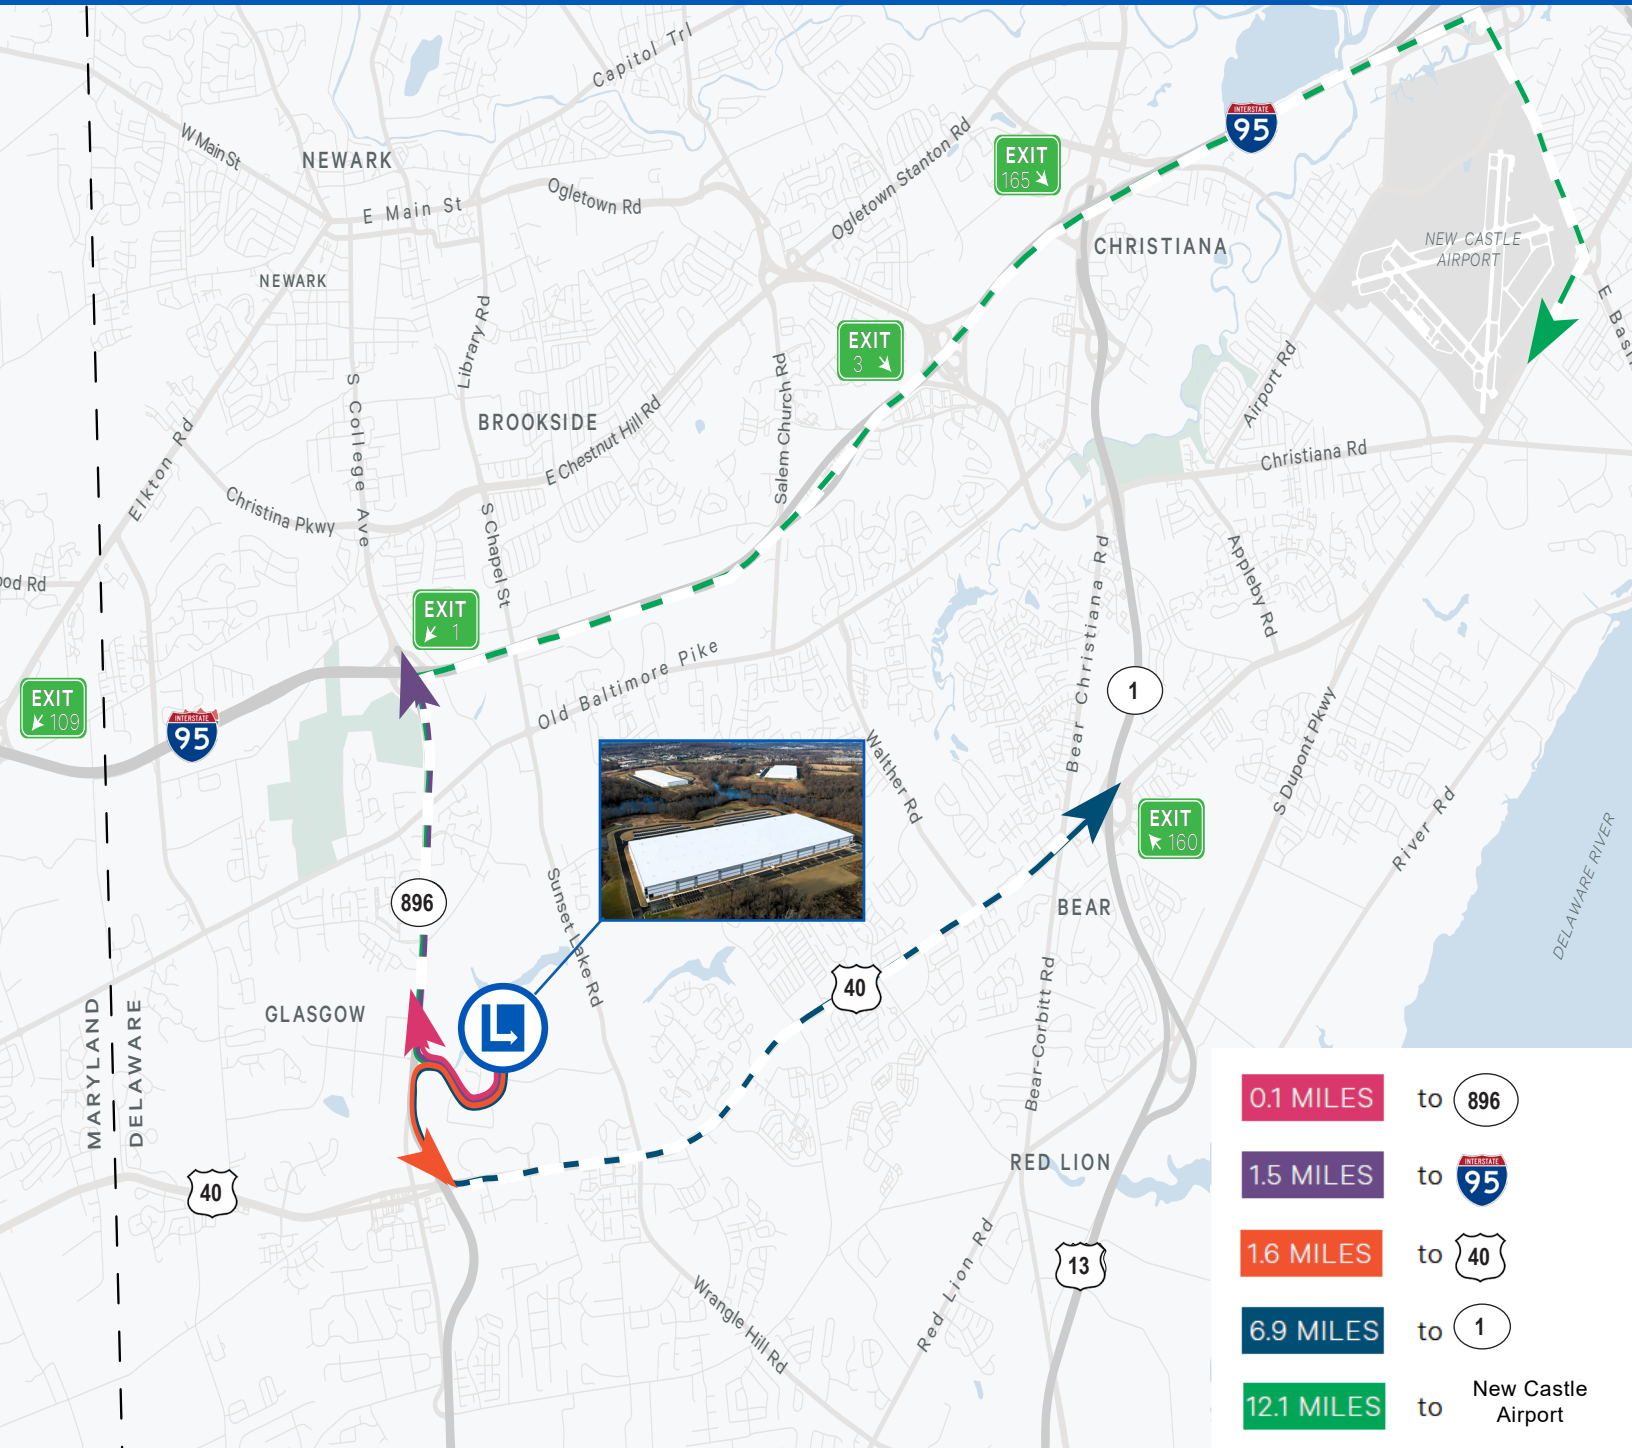 Capitol Trl
W Main St
NEWARK
E Main St
Ogletown Rd
Ogletown Stanton Rd
EXIT
165
INTERSTATE
95
CHRISTIANA
NEW CASTLE
AIRPORT
NEWARK
Library Rd
EXIT
3
E Basi
S College Ave
Salem Church Rd
Airport Rd
BROOKSIDE
E Chestnut Hill Rd
Elkton Rd
Christiana Rd
Christina Pkwy
S Chapel St
Bear Christiana Rd
Appleby Rd
ood Rd
EXIT
1
Old Baltimore Pike
EXIT
109
INTERSTATE
95
1
S Dupont Pkwy
Walther Rd
EXIT
160
River Rd
DELAWARE RIVER
896
Sunset Lake Rd
BEAR
40
Bear-Corbitt Rd
GLASGOW
MARYLAND
DELAWARE
RED LION
40
13
Red Lion Rd
Wrangle Hill Rd
0.1 MILES to 896
1.5 MILES to INTERSTATE 95
1.6 MILES to 40
6.9 MILES to 1
12.1 MILES to New Castle
Airport